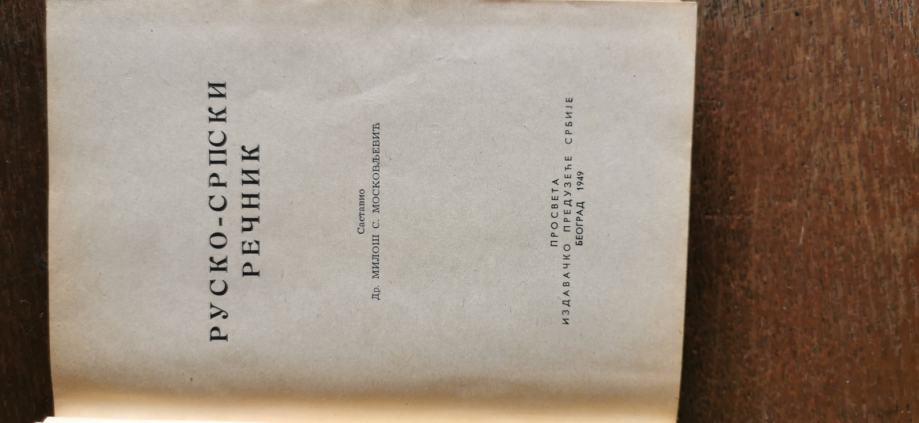 РУСКО-СРПСКИ
РЕЧНИК
Саставио
Др. МИЛОШ С. МОСКОВЉЕВИЋ
ПРОСВЕТА
ИЗДАВАЧКО ПРЕДУЗЕЋЕ СРБИЈЕ
БЕОГРАД 1949